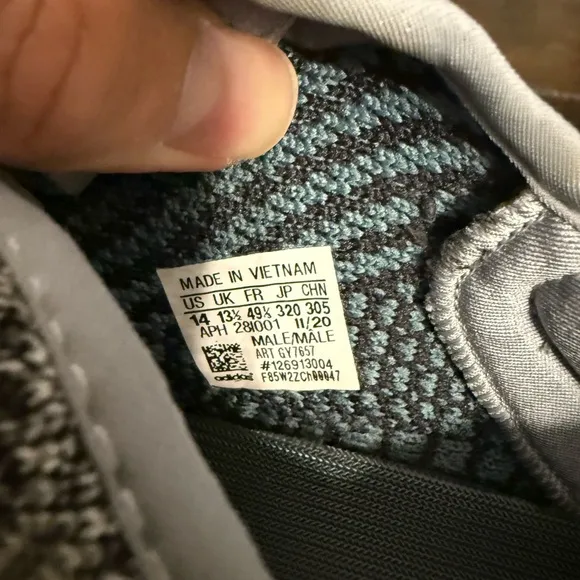 MADE IN VIETNAM
US UK FR JP CHN
14 13½ 49⅓ 320 305
APH 281001 11/20
MALE/MALE
ART GY7657
#126913004
adidas F85W2ZCh00047